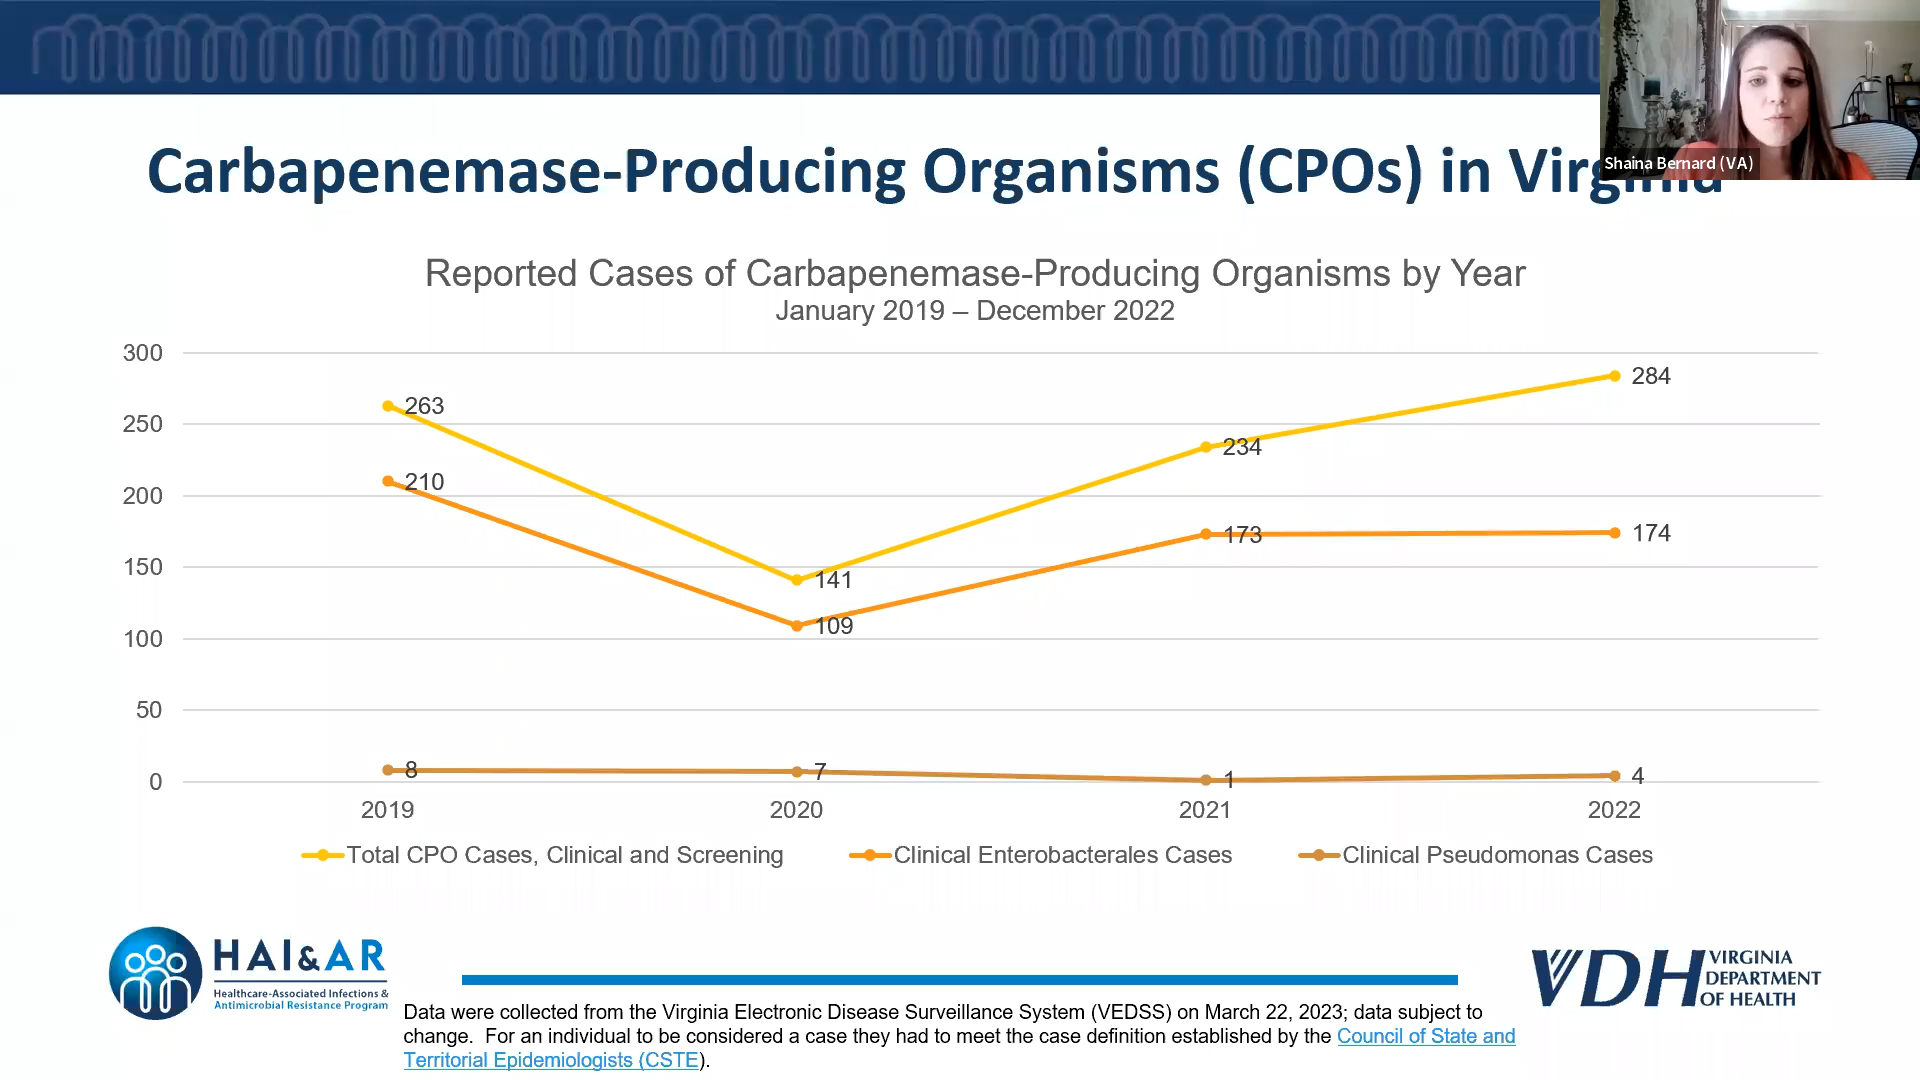 Shaina Bernard (VA)
Carbapenemase-Producing Organisms (CPOs) in Virginia
Reported Cases of Carbapenemase-Producing Organisms by Year
January 2019 – December 2022
300
250
200
150
100
50
0
263
141
234
284
210
109
173
174
8
7
1
4
2019
2020
2021
2022
Total CPO Cases, Clinical and Screening
Clinical Enterobacterales Cases
Clinical Pseudomonas Cases
HAI&AR
Healthcare-Associated Infections &
Antimicrobial Resistance Program
Data were collected from the Virginia Electronic Disease Surveillance System (VEDSS) on March 22, 2023; data subject to
change.  For an individual to be considered a case they had to meet the case definition established by the Council of State and
Territorial Epidemiologists (CSTE).
VDH VIRGINIA
DEPARTMENT
OF HEALTH